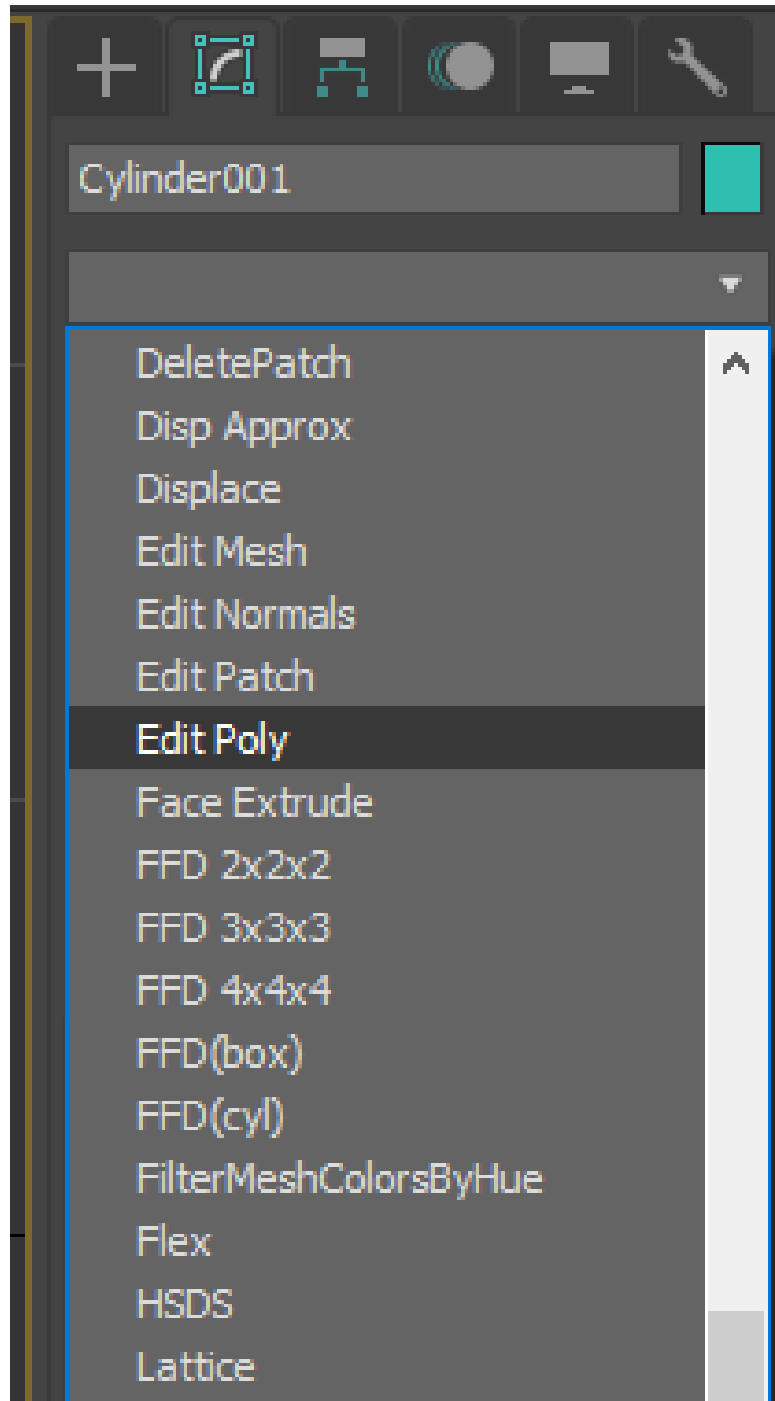 Cylinder001
DeletePatch
Disp Approx
Displace
Edit Mesh
Edit Normals
Edit Patch
Edit Poly
Face Extrude
FFD 2x2x2
FFD 3x3x3
FFD 4x4x4
FFD(box)
FFD(cyl)
FilterMeshColorsByHue
Flex
HSDS
Lattice